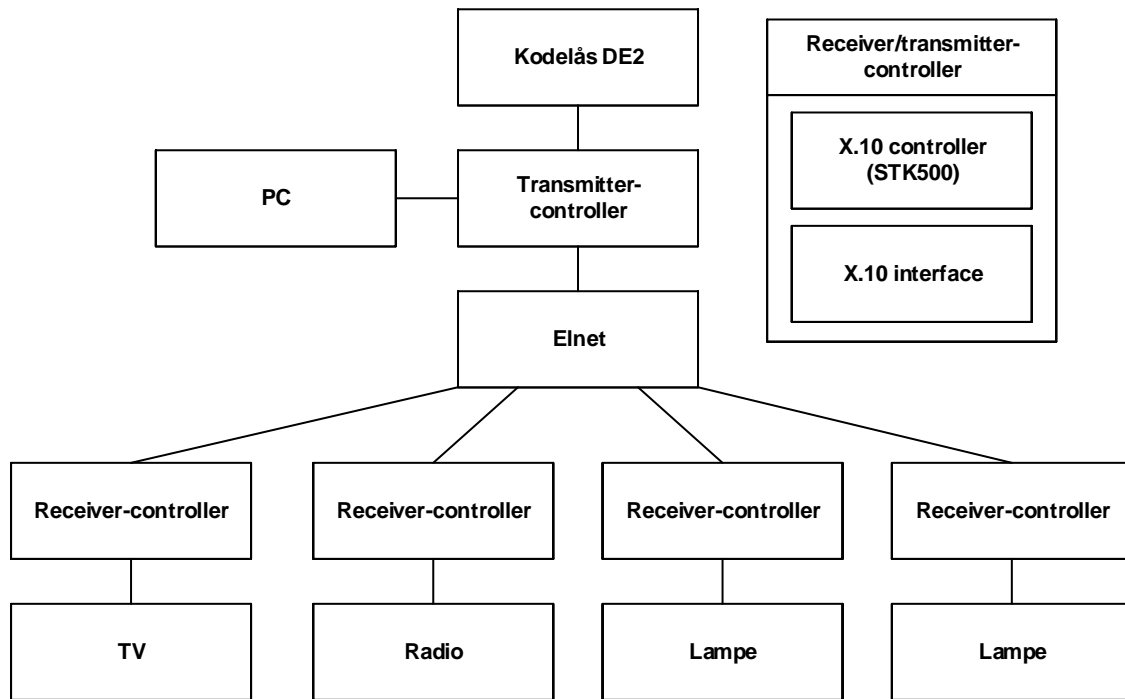 Kodelås DE2
Receiver/transmitter-
controller
X.10 controller
(STK500)
PC
Transmitter-
controller
X.10 interface
Elnet
Receiver-controller
Receiver-controller
Receiver-controller
Receiver-controller
TV
Radio
Lampe
Lampe